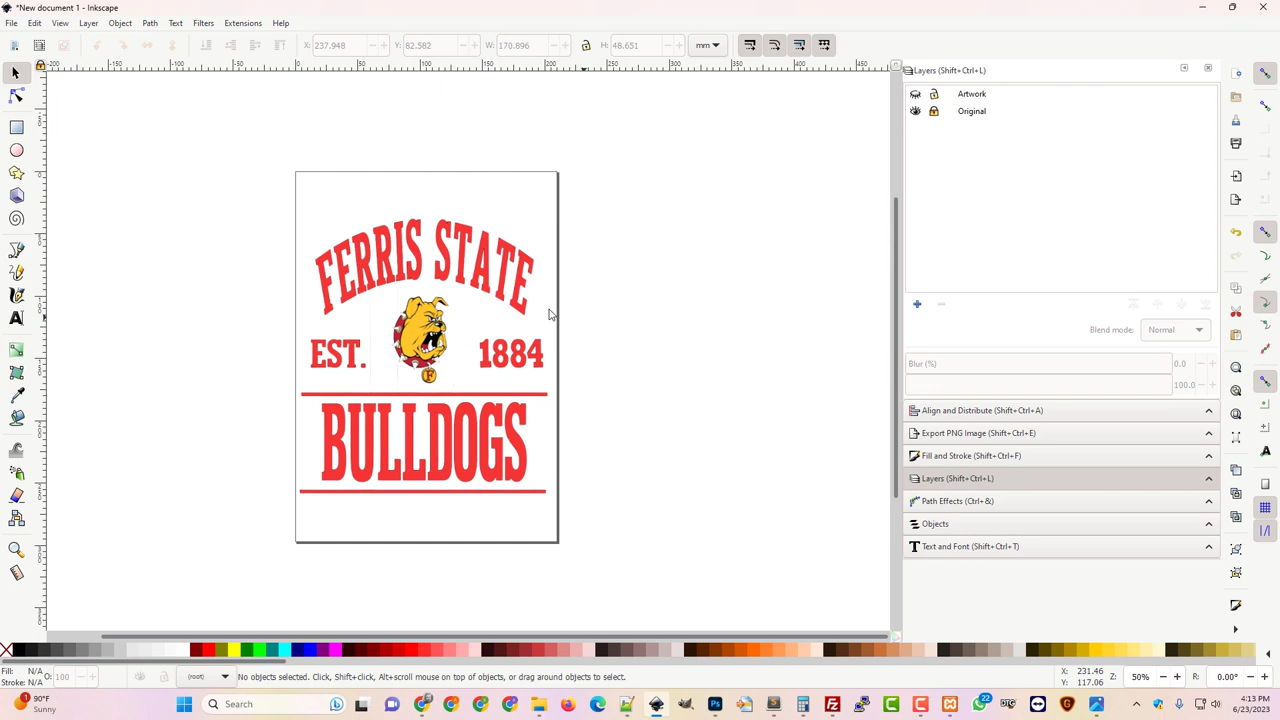 *New document 1 - Inkscape
File Edit View Layer Object Path Text Filters Extensions Help
X: 237.948 Y: 82.582 W: 170.896 H: 48.651 mm
Layers (Shift+Ctrl+L)
Artwork
Original
FERRIS STATE
EST. 1884
F
BULLDOGS
Blend mode: Normal
Blur (%) 0.0
100.0
Align and Distribute (Shift+Ctrl+A)
Export PNG Image (Shift+Ctrl+E)
Fill and Stroke (Shift+Ctrl+F)
Layers (Shift+Ctrl+L)
Path Effects (Ctrl+&)
Objects
Text and Font (Shift+Ctrl+T)
Fill: N/A
Stroke: N/A
O: 100
(root)
No objects selected. Click, Shift+click, Alt+scroll mouse on top of objects, or drag around objects to select.
X: 231.46
Y: 117.06
Z: 50%
R: 0.00°
90°F
Sunny
Search
22
4:13 PM
6/23/2023